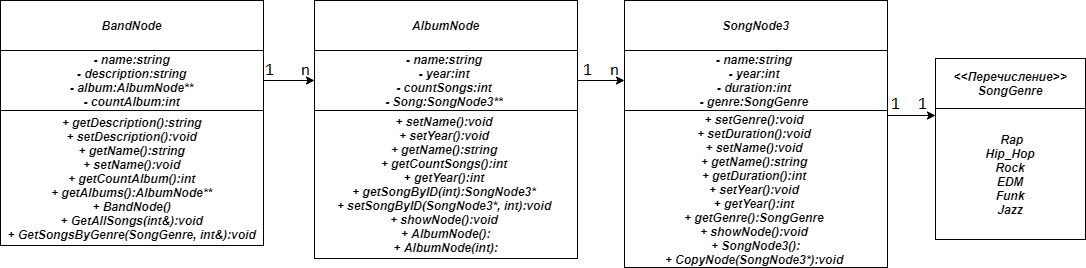 BandNode
- name:string
- description:string
- album:AlbumNode**
- countAlbum:int
+ getDescription():string
+ setDescription():void
+ getName():string
+ setName():void
+ getCountAlbum():int
+ getAlbums():AlbumNode**
+ BandNode()
+ GetAllSongs(int&):void
+ GetSongsByGenre(SongGenre, int&):void
1
n
AlbumNode
- name:string
- year:int
- countSongs:int
- Song:SongNode3**
+ setName():void
+ setYear():void
+ getName():string
+ getCountSongs():int
+ getYear():int
+ getSongByID(int):SongNode3*
+ setSongByID(SongNode3*, int):void
+ showNode():void
+ AlbumNode():
+ AlbumNode(int):
1
n
SongNode3
- name:string
- year:int
- duration:int
- genre:SongGenre
+ setGenre():void
+ setDuration():void
+ setName():void
+ getName():string
+ getDuration():int
+ setYear():void
+ getYear():int
+ getGenre():SongGenre
+ showNode():void
+ SongNode3():
+ CopyNode(SongNode3*):void
1
1
<<Перечисление>>
SongGenre
Rap
Hip_Hop
Rock
EDM
Funk
Jazz